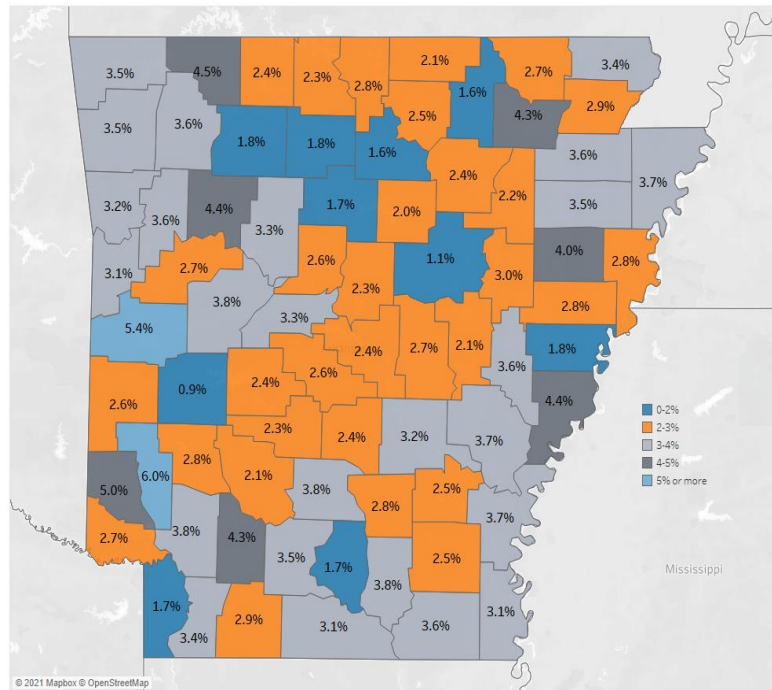 3.5% 4.5% 2.4% 2.3% 2.8% 2.1% 1.6% 2.7% 3.4%
3.5% 3.6% 1.8% 1.8% 1.6% 2.5% 4.3% 2.9%
3.6% 3.7%
2.4% 2.2% 3.5%
3.2% 3.6% 4.4% 3.3% 1.7% 2.0%
3.1% 2.7% 2.6% 2.3% 1.1% 3.0% 4.0% 2.8%
5.4% 3.8% 3.3% 2.8%
2.4% 2.7% 2.1% 3.6% 1.8%
2.6% 0.9% 2.4% 2.6% 4.4%
2.3% 2.4% 3.2% 3.7%
0-2%
2-3%
3-4%
4-5%
5% or more
5.0% 6.0% 2.8% 2.1% 3.8% 2.8% 2.5% 3.7%
2.7% 3.8% 4.3% 3.5% 1.7% 3.8% 2.5%
Mississippi
1.7% 3.4% 2.9% 3.1% 3.6% 3.1%
© 2021 Mapbox © OpenStreetMap